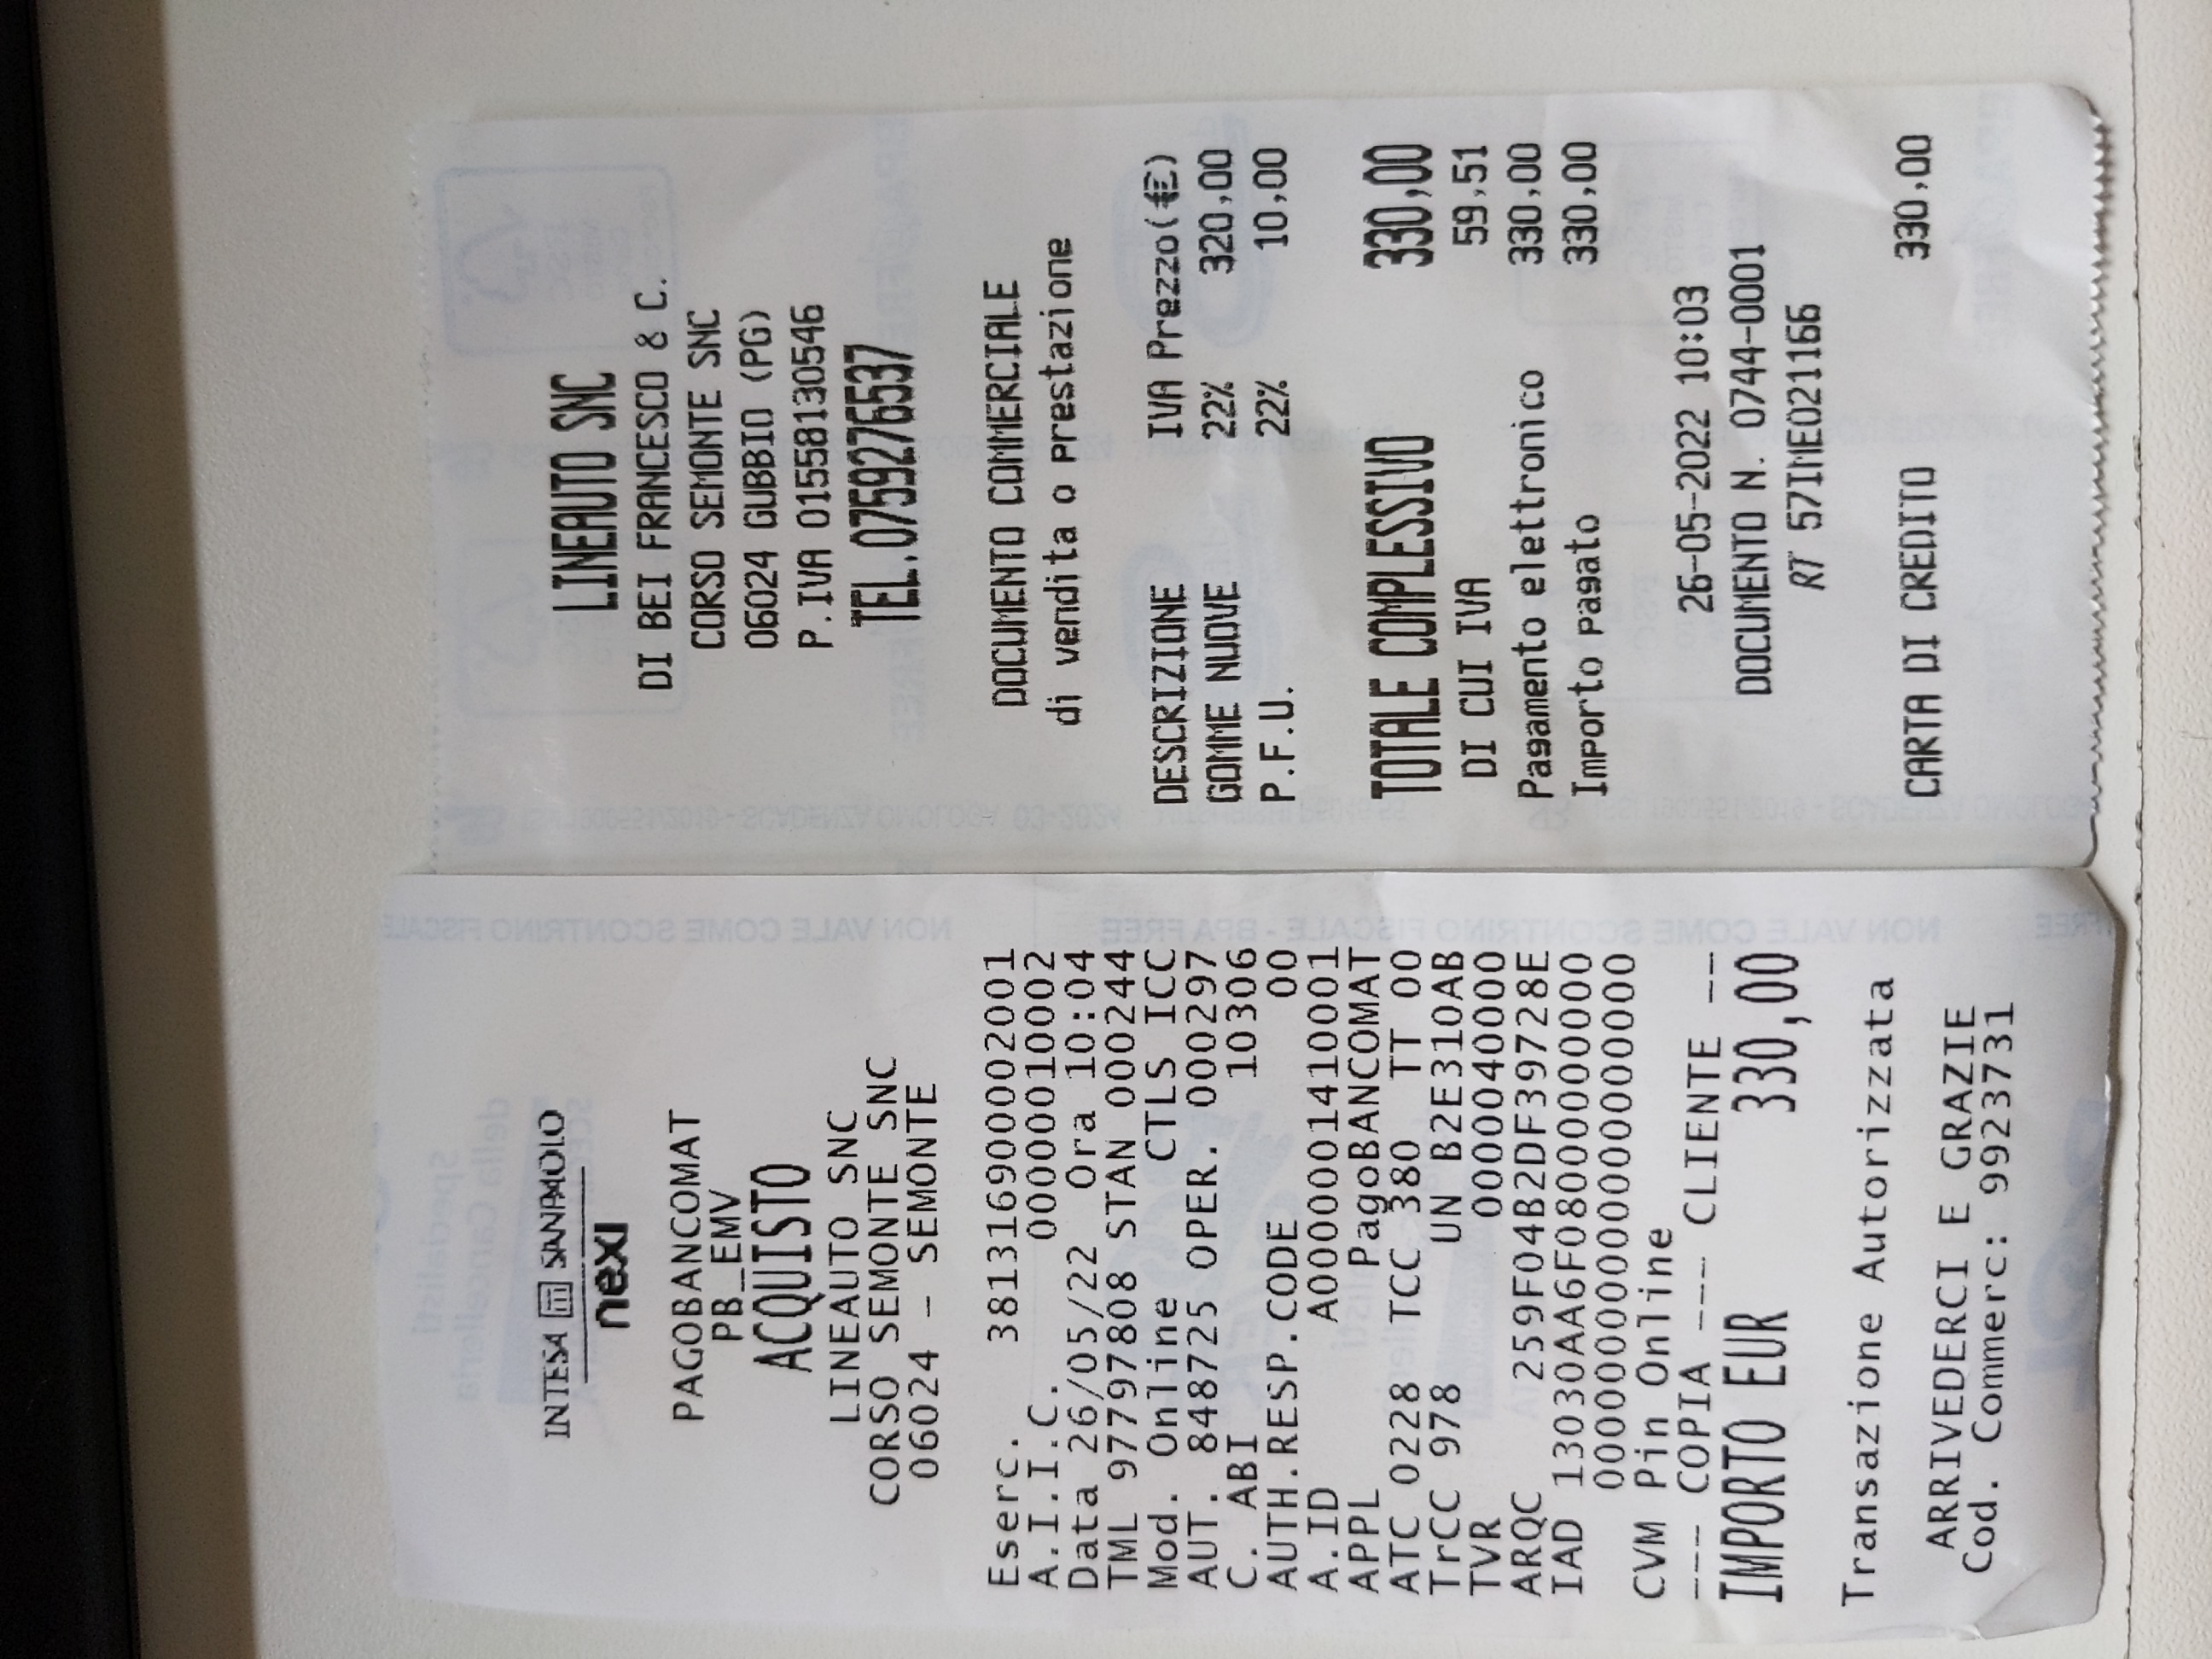 INTESA SANPAOLO
nexi
PAGOBANCOMAT
PB_EMV
ACQUISTO
LINEAUTO SNC
CORSO SEMONTE SNC
06024 – SEMONTE
Eserc. 381316900002001
A.I.I.C. 00000010002
Data 26/05/22 Ora 10:04
TML 97797808 STAN 000244
Mod. Online CTLS ICC
AUT. 848725 OPER. 000297
C. ABI 10306
AUTH.RESP.CODE 00
A.ID A0000001410001
APPL PagoBANCOMAT
ATC 0228 TCC 380 TT 00
TrCC 978 UN B2E310AB
TVR 0000040000
ARQC 259F04B2DF39728E
IAD 13030AA6F08000000000
00000000000000000000
CVM Pin Online
--- COPIA --- CLIENTE --
IMPORTO EUR 330,00
Transazione Autorizzata
ARRIVEDERCI E GRAZIE
Cod. Commerc: 9923731
LINEAUTO SNC
DI BEI FRANCESCO & C.
CORSO SEMONTE SNC
06024 GUBBIO (PG)
P.IVA 01558130546
TEL.0759276537
DOCUMENTO COMMERCIALE
di vendita o prestazione
DESCRIZIONE IVA Prezzo(€)
GOMME NUOVE 22% 320,00
P.F.U. 22% 10,00
TOTALE COMPLESSIVO 330,00
DI CUI IVA 59,51
Pagamento elettronico 330,00
Importo pagato 330,00
26-05-2022 10:03
DOCUMENTO N. 0744-0001
RT 57IME021166
CARTA DI CREDITO 330,00